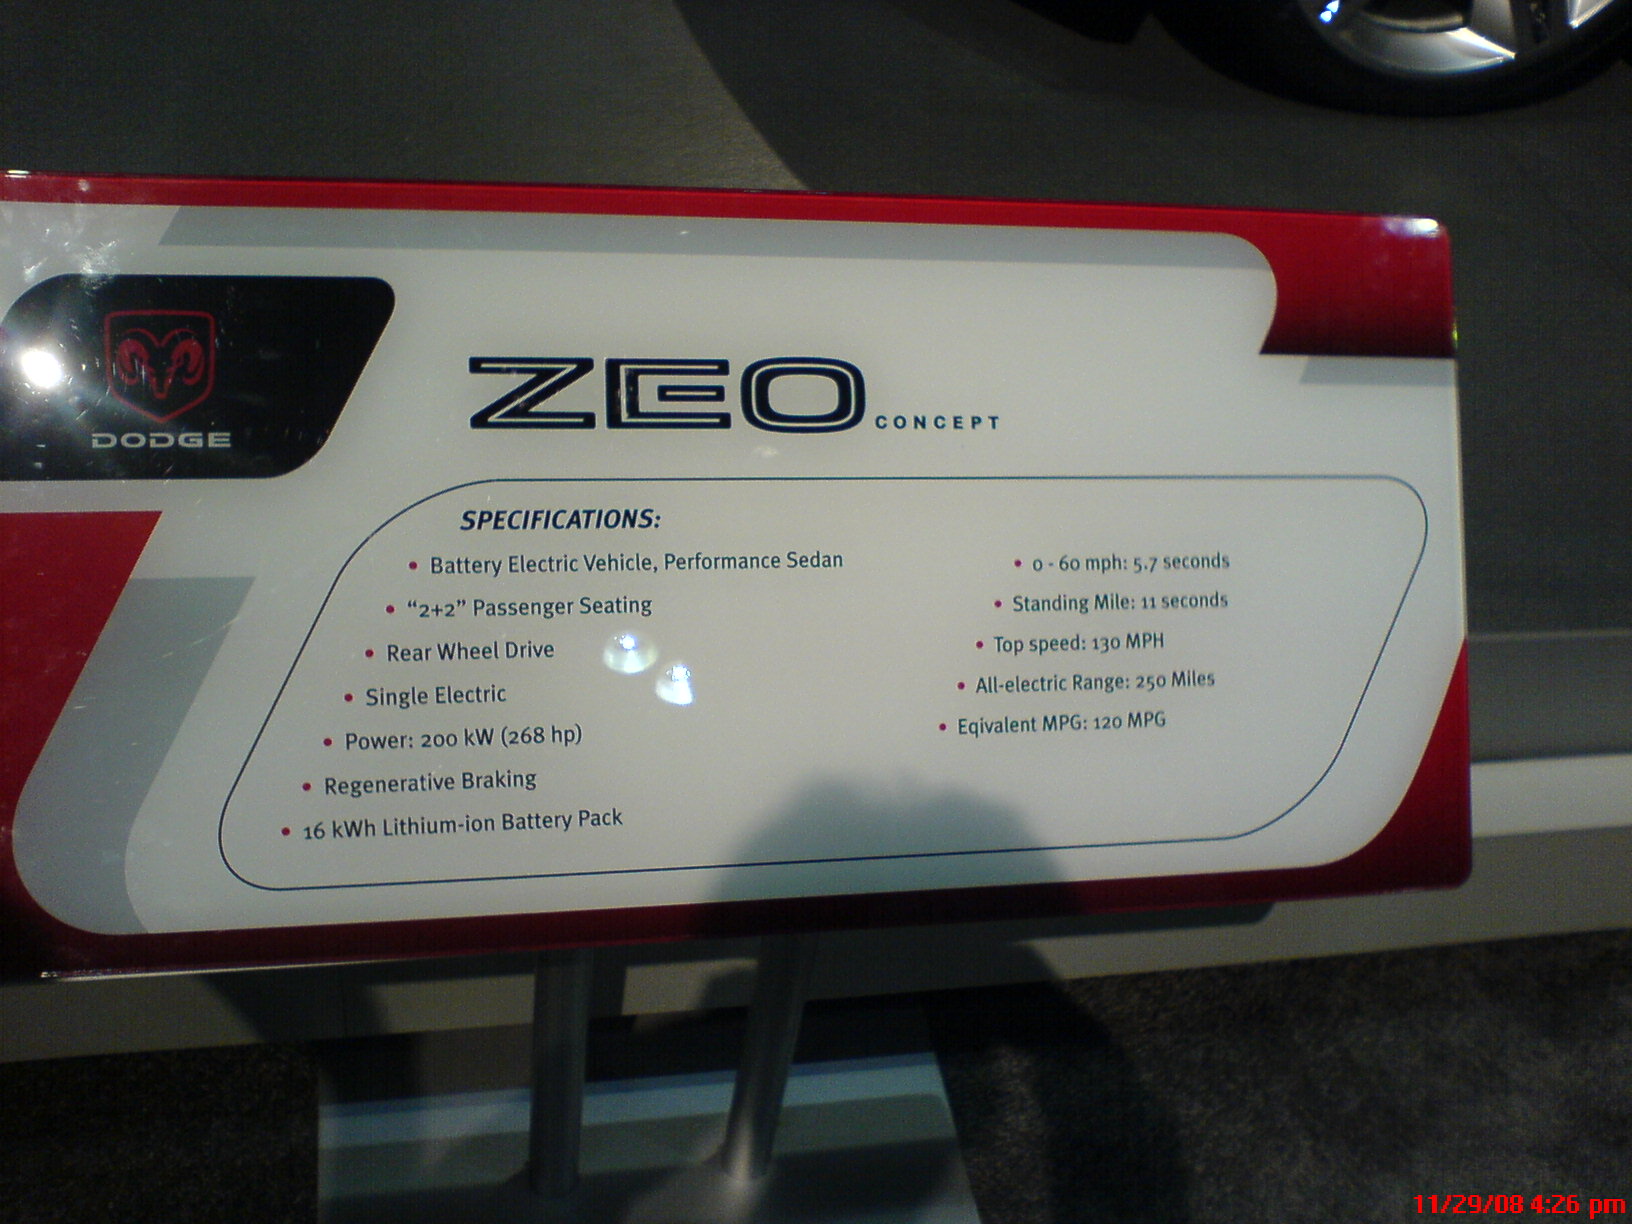 DODGE
ZEO CONCEPT
SPECIFICATIONS:
• Battery Electric Vehicle, Performance Sedan
• “2+2” Passenger Seating
• Rear Wheel Drive
• Single Electric
• Power: 200 kW (268 hp)
• Regenerative Braking
• 16 kWh Lithium-ion Battery Pack
• 0 - 60 mph: 5.7 seconds
• Standing Mile: 11 seconds
• Top speed: 130 MPH
• All-electric Range: 250 Miles
• Eqivalent MPG: 120 MPG
11/29/08 4:26 pm